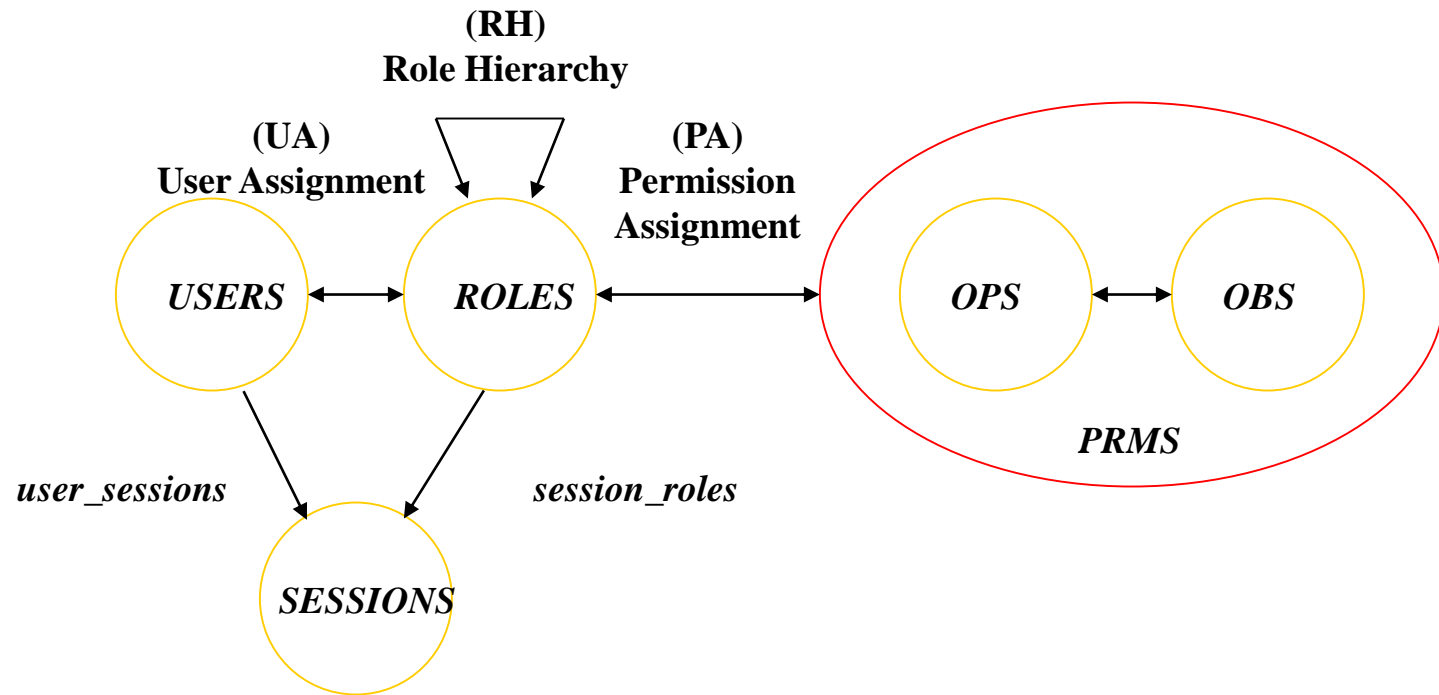 (RH)
Role Hierarchy
(UA)
User Assignment
(PA)
Permission
Assignment
USERS
ROLES
OPS
OBS
PRMS
user_sessions
session_roles
SESSIONS